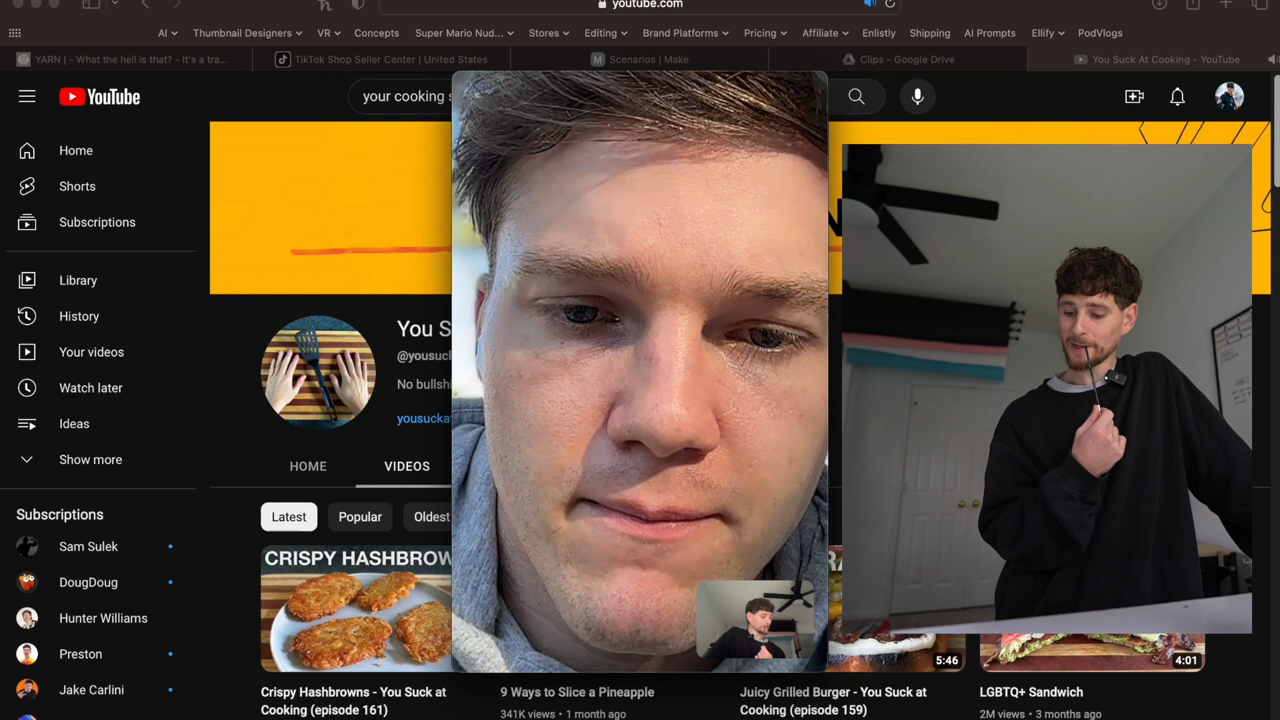 youtube.com
AI
Thumbnail Designers
VR
Concepts
Super Mario Nud...
Stores
Editing
Brand Platforms
Pricing
Affiliate
Enlistly
Shipping
AI Prompts
Ellify
PodVlogs
YARN | - What the hell is that? - It's a tra...
TikTok Shop Seller Center | United States
Scenarios | Make
Clips - Google Drive
You Suck At Cooking - YouTube
YouTube
your cooking s
Home
Shorts
Subscriptions
Library
History
Your videos
Watch later
Ideas
Show more
Subscriptions
Sam Sulek
DougDoug
Hunter Williams
Preston
Jake Carlini
You S
@yousuck
No bullsh
yousucka
HOME
VIDEOS
Latest
Popular
Oldest
CRISPY HASHBROW
5:46
4:01
Crispy Hashbrowns - You Suck at
Cooking (episode 161)
9 Ways to Slice a Pineapple
341K views • 1 month ago
Juicy Grilled Burger - You Suck at
Cooking (episode 159)
LGBTQ+ Sandwich
2M views • 3 months ago